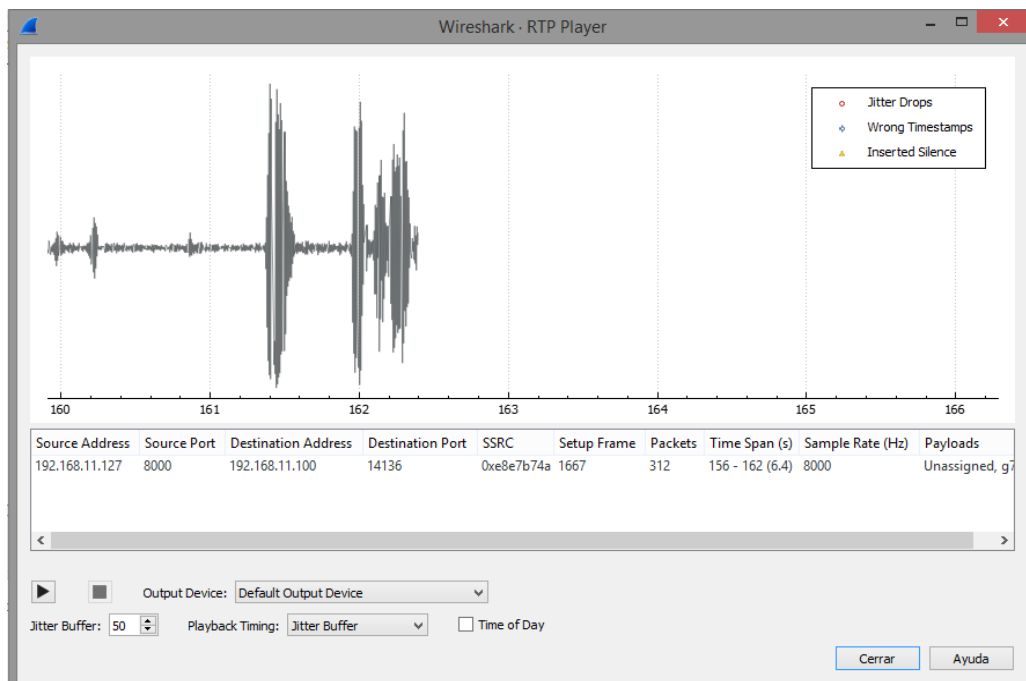 Wireshark · RTP Player
Jitter Drops
Wrong Timestamps
Inserted Silence
160 161 162 163 164 165 166
Source Address Source Port Destination Address Destination Port SSRC Setup Frame Packets Time Span (s) Sample Rate (Hz) Payloads
192.168.11.127 8000 192.168.11.100 14136 0xe8e7b74a 1667 312 156 - 162 (6.4) 8000 Unassigned, g7
Output Device: Default Output Device
Jitter Buffer: 50 Playback Timing: Jitter Buffer Time of Day
Cerrar Ayuda